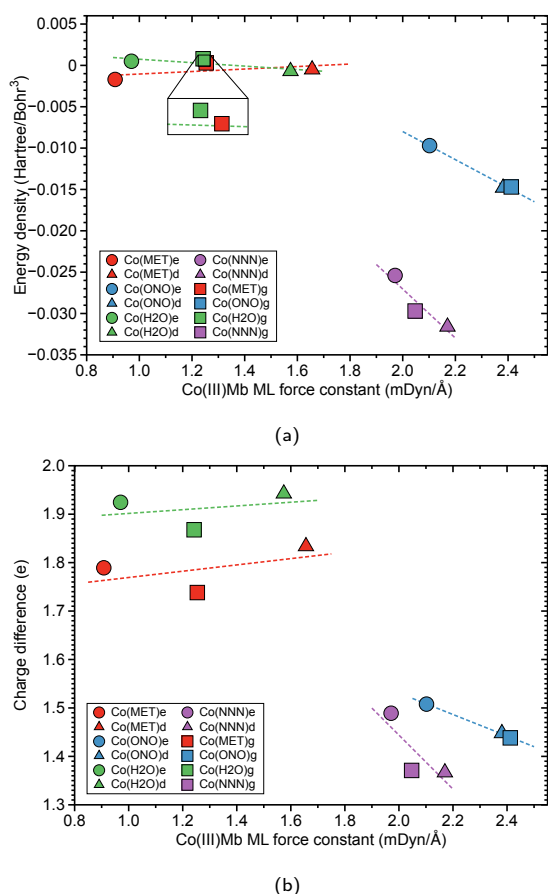 0.005
0
−0.005
−0.010
−0.015
−0.020
−0.025
−0.030
−0.035
Energy density (Hartree/Bohr³)
Co(MET)e Co(NNN)e
Co(MET)d Co(NNN)d
Co(ONO)e Co(MET)g
Co(ONO)d Co(ONO)g
Co(H2O)e Co(H2O)g
Co(H2O)d Co(NNN)g
0.8 1.0 1.2 1.4 1.6 1.8 2.0 2.2 2.4
Co(III)Mb ML force constant (mDyn/Å)
(a)
2.0
1.9
1.8
1.7
1.6
1.5
1.4
1.3
Charge difference (e)
Co(MET)e Co(NNN)e
Co(MET)d Co(NNN)d
Co(ONO)e Co(MET)g
Co(ONO)d Co(ONO)g
Co(H2O)e Co(H2O)g
Co(H2O)d Co(NNN)g
0.8 1.0 1.2 1.4 1.6 1.8 2.0 2.2 2.4
Co(III)Mb ML force constant (mDyn/Å)
(b)